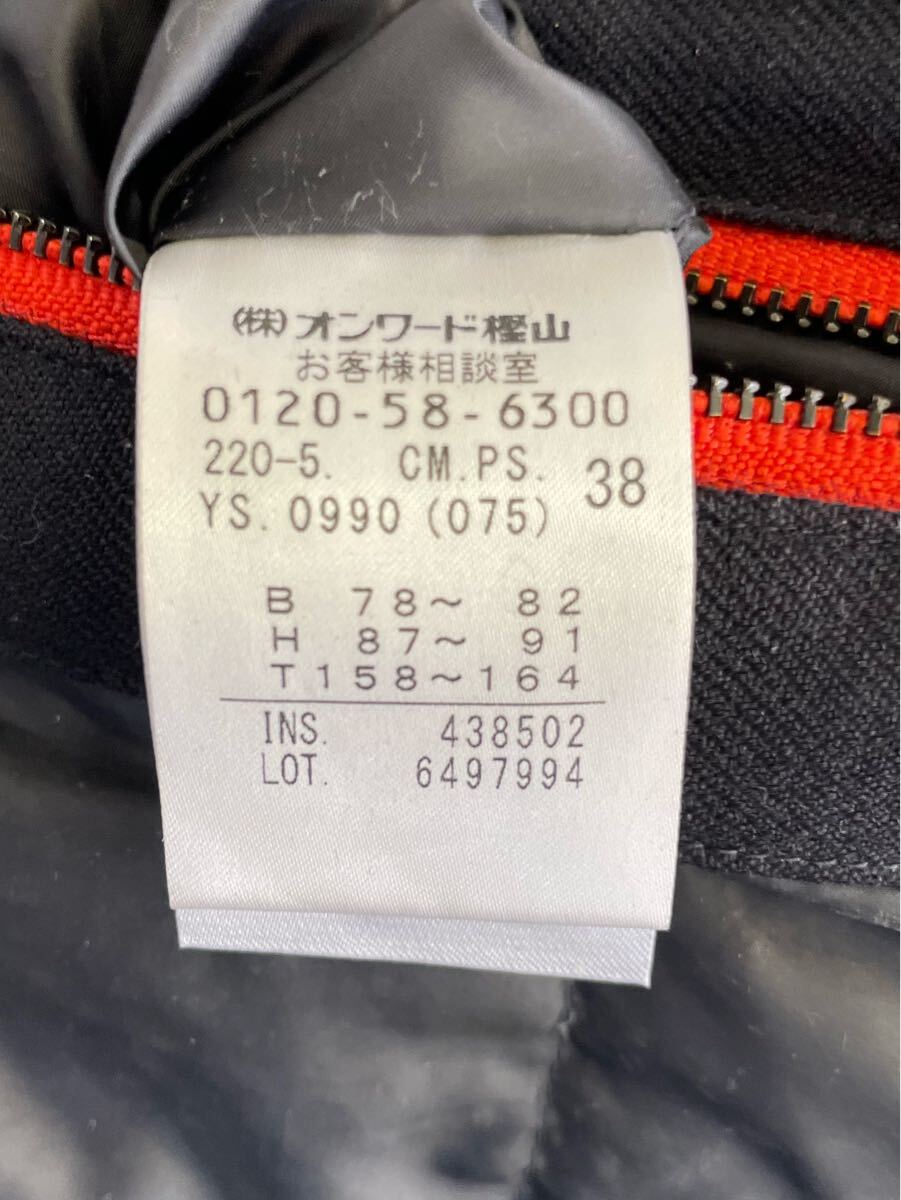 (株)オンワード樫山
お客様相談室
0120-58-6300
220-5. CM.PS. 38
YS. 0990 (075)
B 78～ 82
H 87～ 91
T158～164
INS. 438502
LOT. 6497994